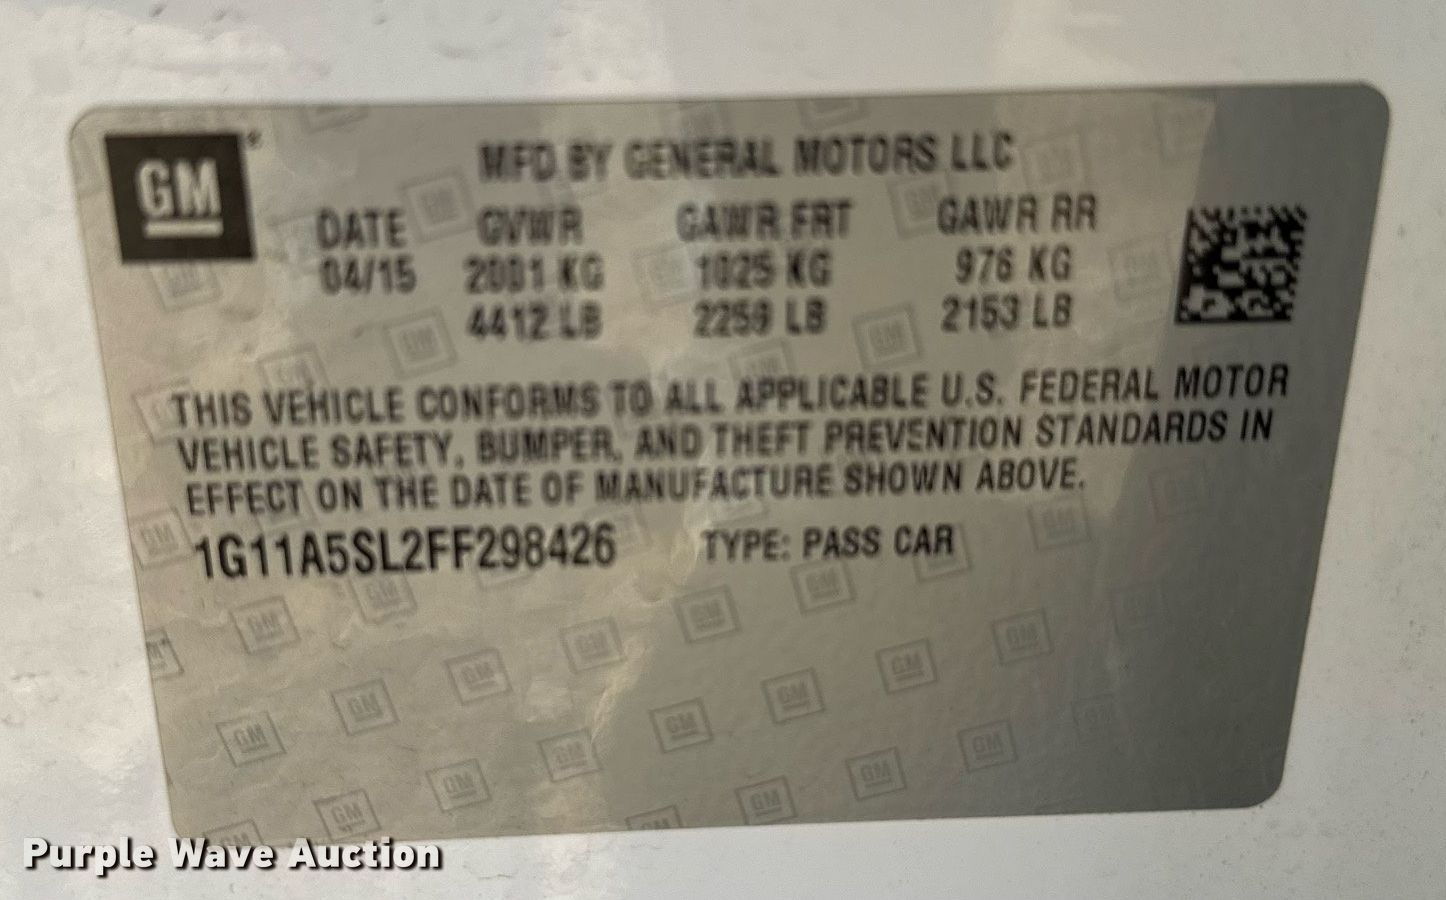 GM
MFD BY GENERAL MOTORS LLC
DATE GVWR GAWR FRT GAWR RR
04/15 2001 KG 1025 KG 976 KG
4412 LB 2259 LB 2153 LB
THIS VEHICLE CONFORMS TO ALL APPLICABLE U.S. FEDERAL MOTOR
VEHICLE SAFETY, BUMPER, AND THEFT PREVENTION STANDARDS IN
EFFECT ON THE DATE OF MANUFACTURE SHOWN ABOVE.
1G11A5SL2FF298426 TYPE: PASS CAR
Purple Wave Auction